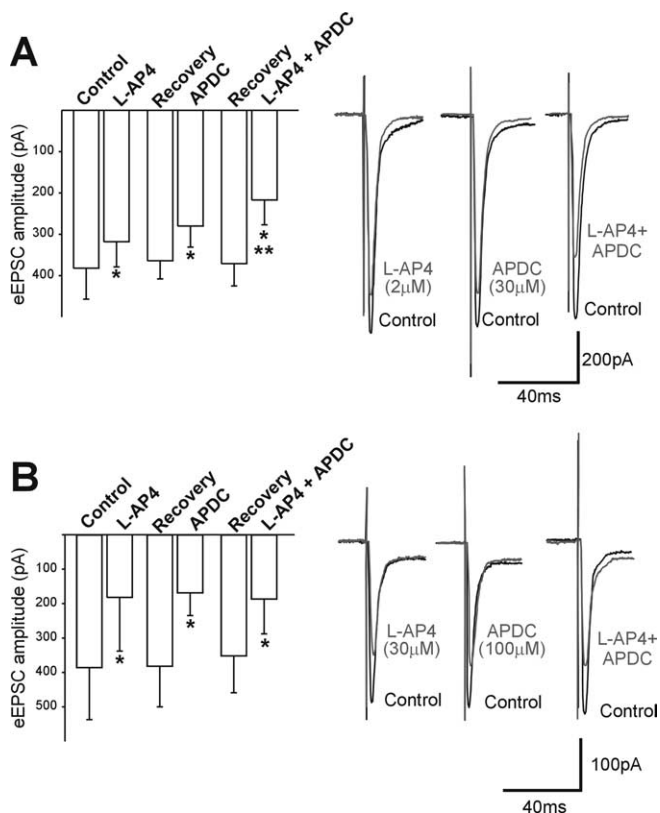 A
Control
L-AP4
Recovery
APDC
Recovery
L-AP4 + APDC
eEPSC amplitude (pA)
100
200
300
400
*
*
*
**
L-AP4
(2µM)
Control
APDC
(30µM)
Control
L-AP4+
APDC
Control
200pA
40ms
B
Control
L-AP4
Recovery
APDC
Recovery
L-AP4 + APDC
eEPSC amplitude (pA)
100
200
300
400
500
*
*
*
L-AP4
(30µM)
Control
APDC
(100µM)
Control
L-AP4+
APDC
Control
100pA
40ms